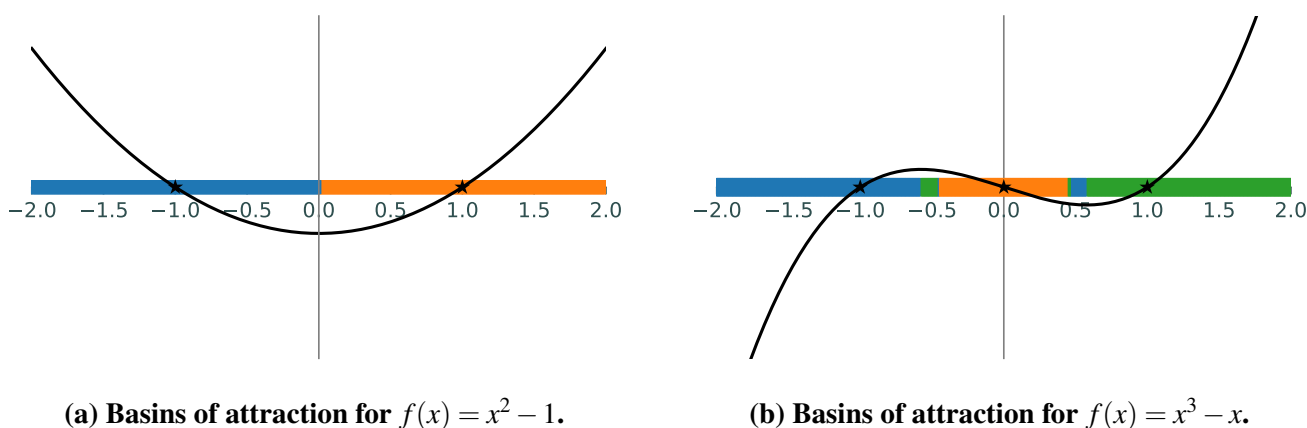 −2.0 −1.5 −1.0 −0.5 0.0 0.5 1.0 1.5 2.0
−2.0 −1.5 −1.0 −0.5 0.0 0.5 1.0 1.5 2.0
(a) Basins of attraction for f(x) = x² − 1.
(b) Basins of attraction for f(x) = x³ − x.